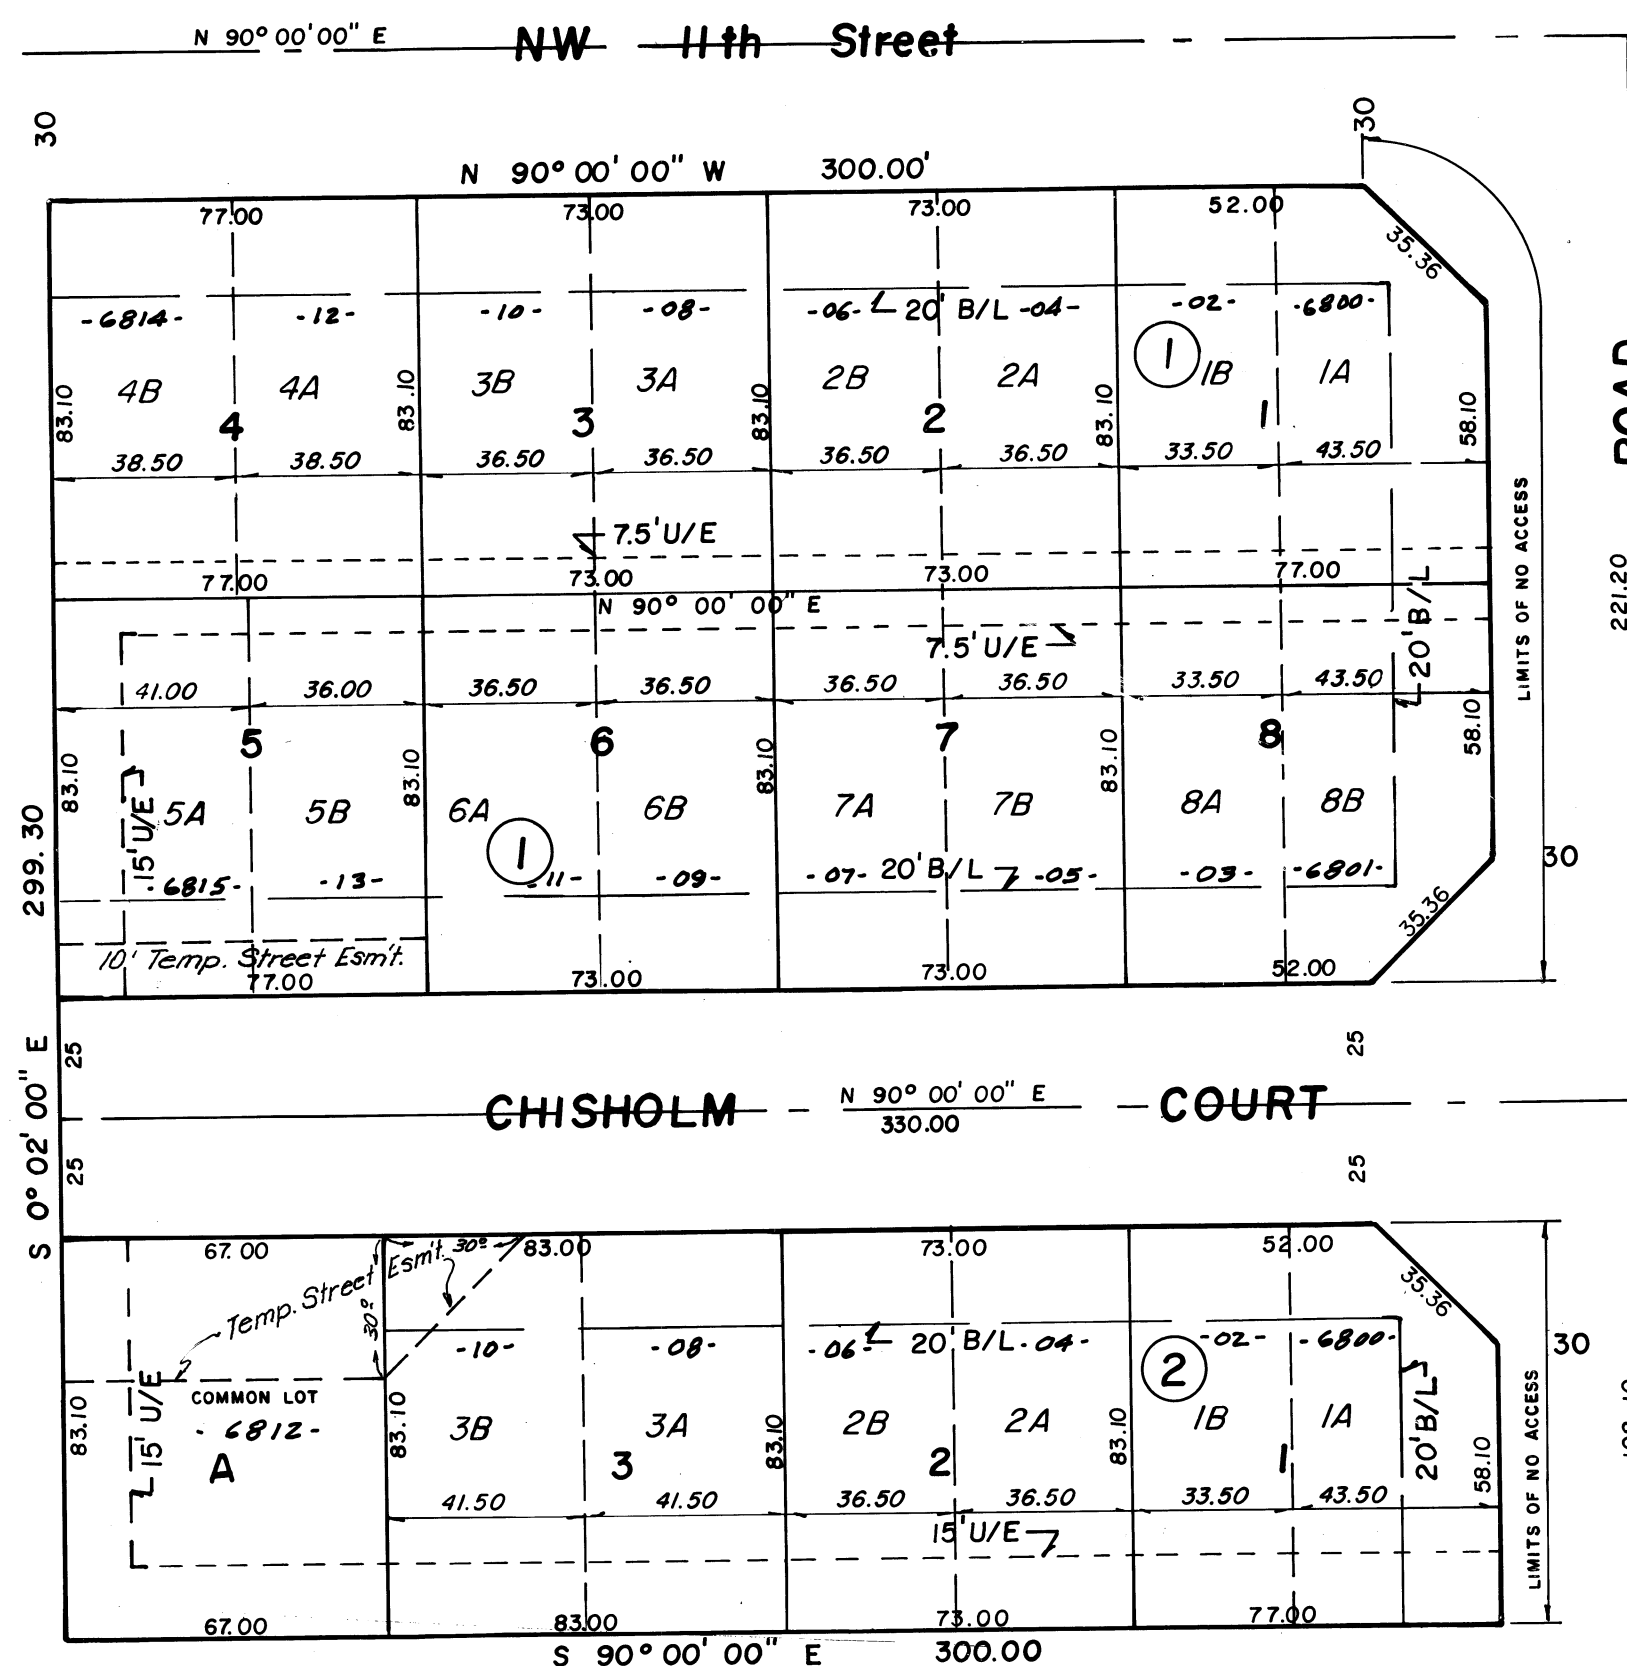 N 90° 00' 00" E
NW 11th Street
30
30
N 90° 00' 00" W 300.00'
77.00 73.00 73.00 52.00
35.36
-6814- -12- -10- -08- -06- 20' B/L -04- -02- -6800-
1
4B 4A 3B 3A 2B 2A 1B 1A
83.10 83.10 83.10 83.10 58.10
4 3 2 1
38.50 38.50 36.50 36.50 36.50 36.50 33.50 43.50
ROAD
LIMITS OF NO ACCESS
221.20
7.5' U/E
77.00 73.00 73.00 77.00
N 90° 00' 00" E
7.5' U/E
20' B/L
41.00 36.00 36.50 36.50 36.50 36.50 33.50 43.50
5 6 7 8
83.10 83.10 83.10 83.10 58.10
5A 5B 6A 6B 7A 7B 8A 8B
15' U/E
1
-6815- -13- -11- -09- -07- 20' B/L -05- -03- -6801-
30
299.30
35.36
10' Temp. Street Esm't.
77.00 73.00 73.00 52.00
S 0° 02' 00" E
25 25
CHISHOLM N 90° 00' 00" E COURT
330.00
25 25
67.00 83.00 73.00 52.00
30°
Temp. Street Esm't.
30°
35.36
-10- -08- -06- 20' B/L -04- -02- -6800-
30
2
COMMON LOT
-6812-
A
15' U/E
3B 3A 2B 2A 1B 1A
83.10 83.10 83.10 83.10 58.10
20' B/L
3 2 1
41.50 41.50 36.50 36.50 33.50 43.50
LIMITS OF NO ACCESS
15' U/E
67.00 83.00 73.00 77.00
S 90° 00' 00" E 300.00